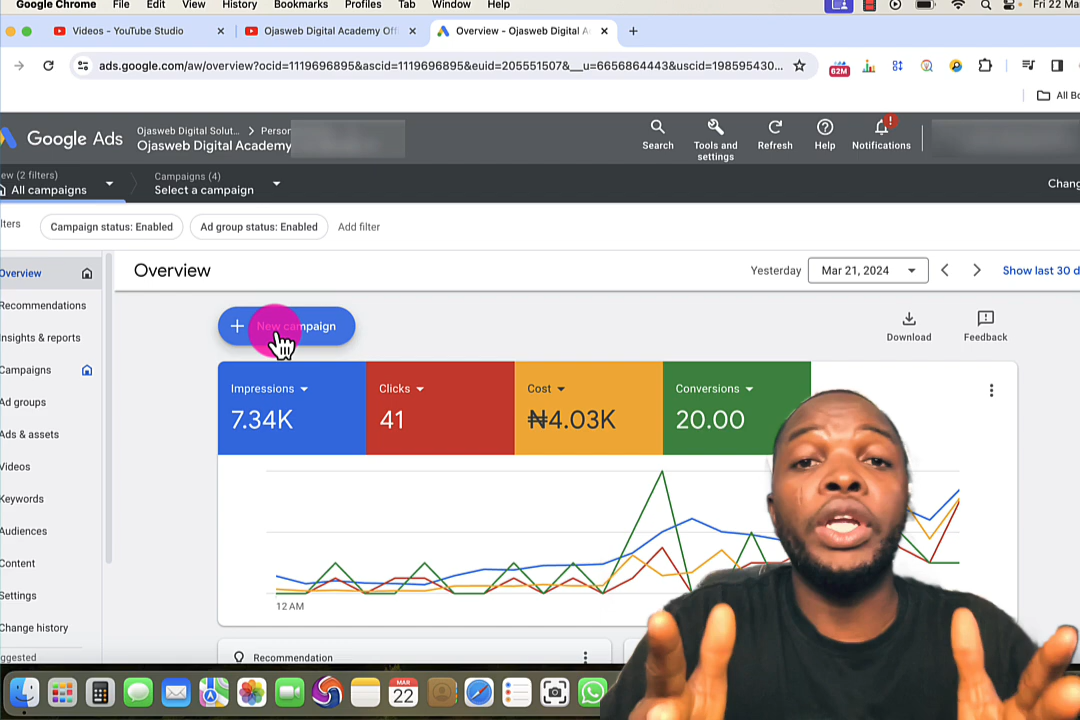 Google Chrome File Edit View History Bookmarks Profiles Tab Window Help Fri 22 Mar
Videos - YouTube Studio
Ojasweb Digital Academy Off
Overview - Ojasweb Digital A
ads.google.com/aw/overview?ocid=1119696895&ascid=1119696895&euid=205551507&__u=6656864443&uscid=198595430...
62M
All Bo
Google Ads
Ojasweb Digital Solut... > Person
Ojasweb Digital Academy
Search
Tools and settings
Refresh
Help
!
Notifications
ew (2 filters)
All campaigns
Campaigns (4)
Select a campaign
Chang
lters
Campaign status: Enabled
Ad group status: Enabled
Add filter
Overview
Recommendations
nsights & reports
Campaigns
Ad groups
Ads & assets
Videos
Keywords
Audiences
Content
Settings
Change history
ggested
Overview
Yesterday
Mar 21, 2024
Show last 30 d
+ New campaign
Download
Feedback
Impressions
7.34K
Clicks
41
Cost
₦4.03K
Conversions
20.00
12 AM
Recommendation
MAR
22